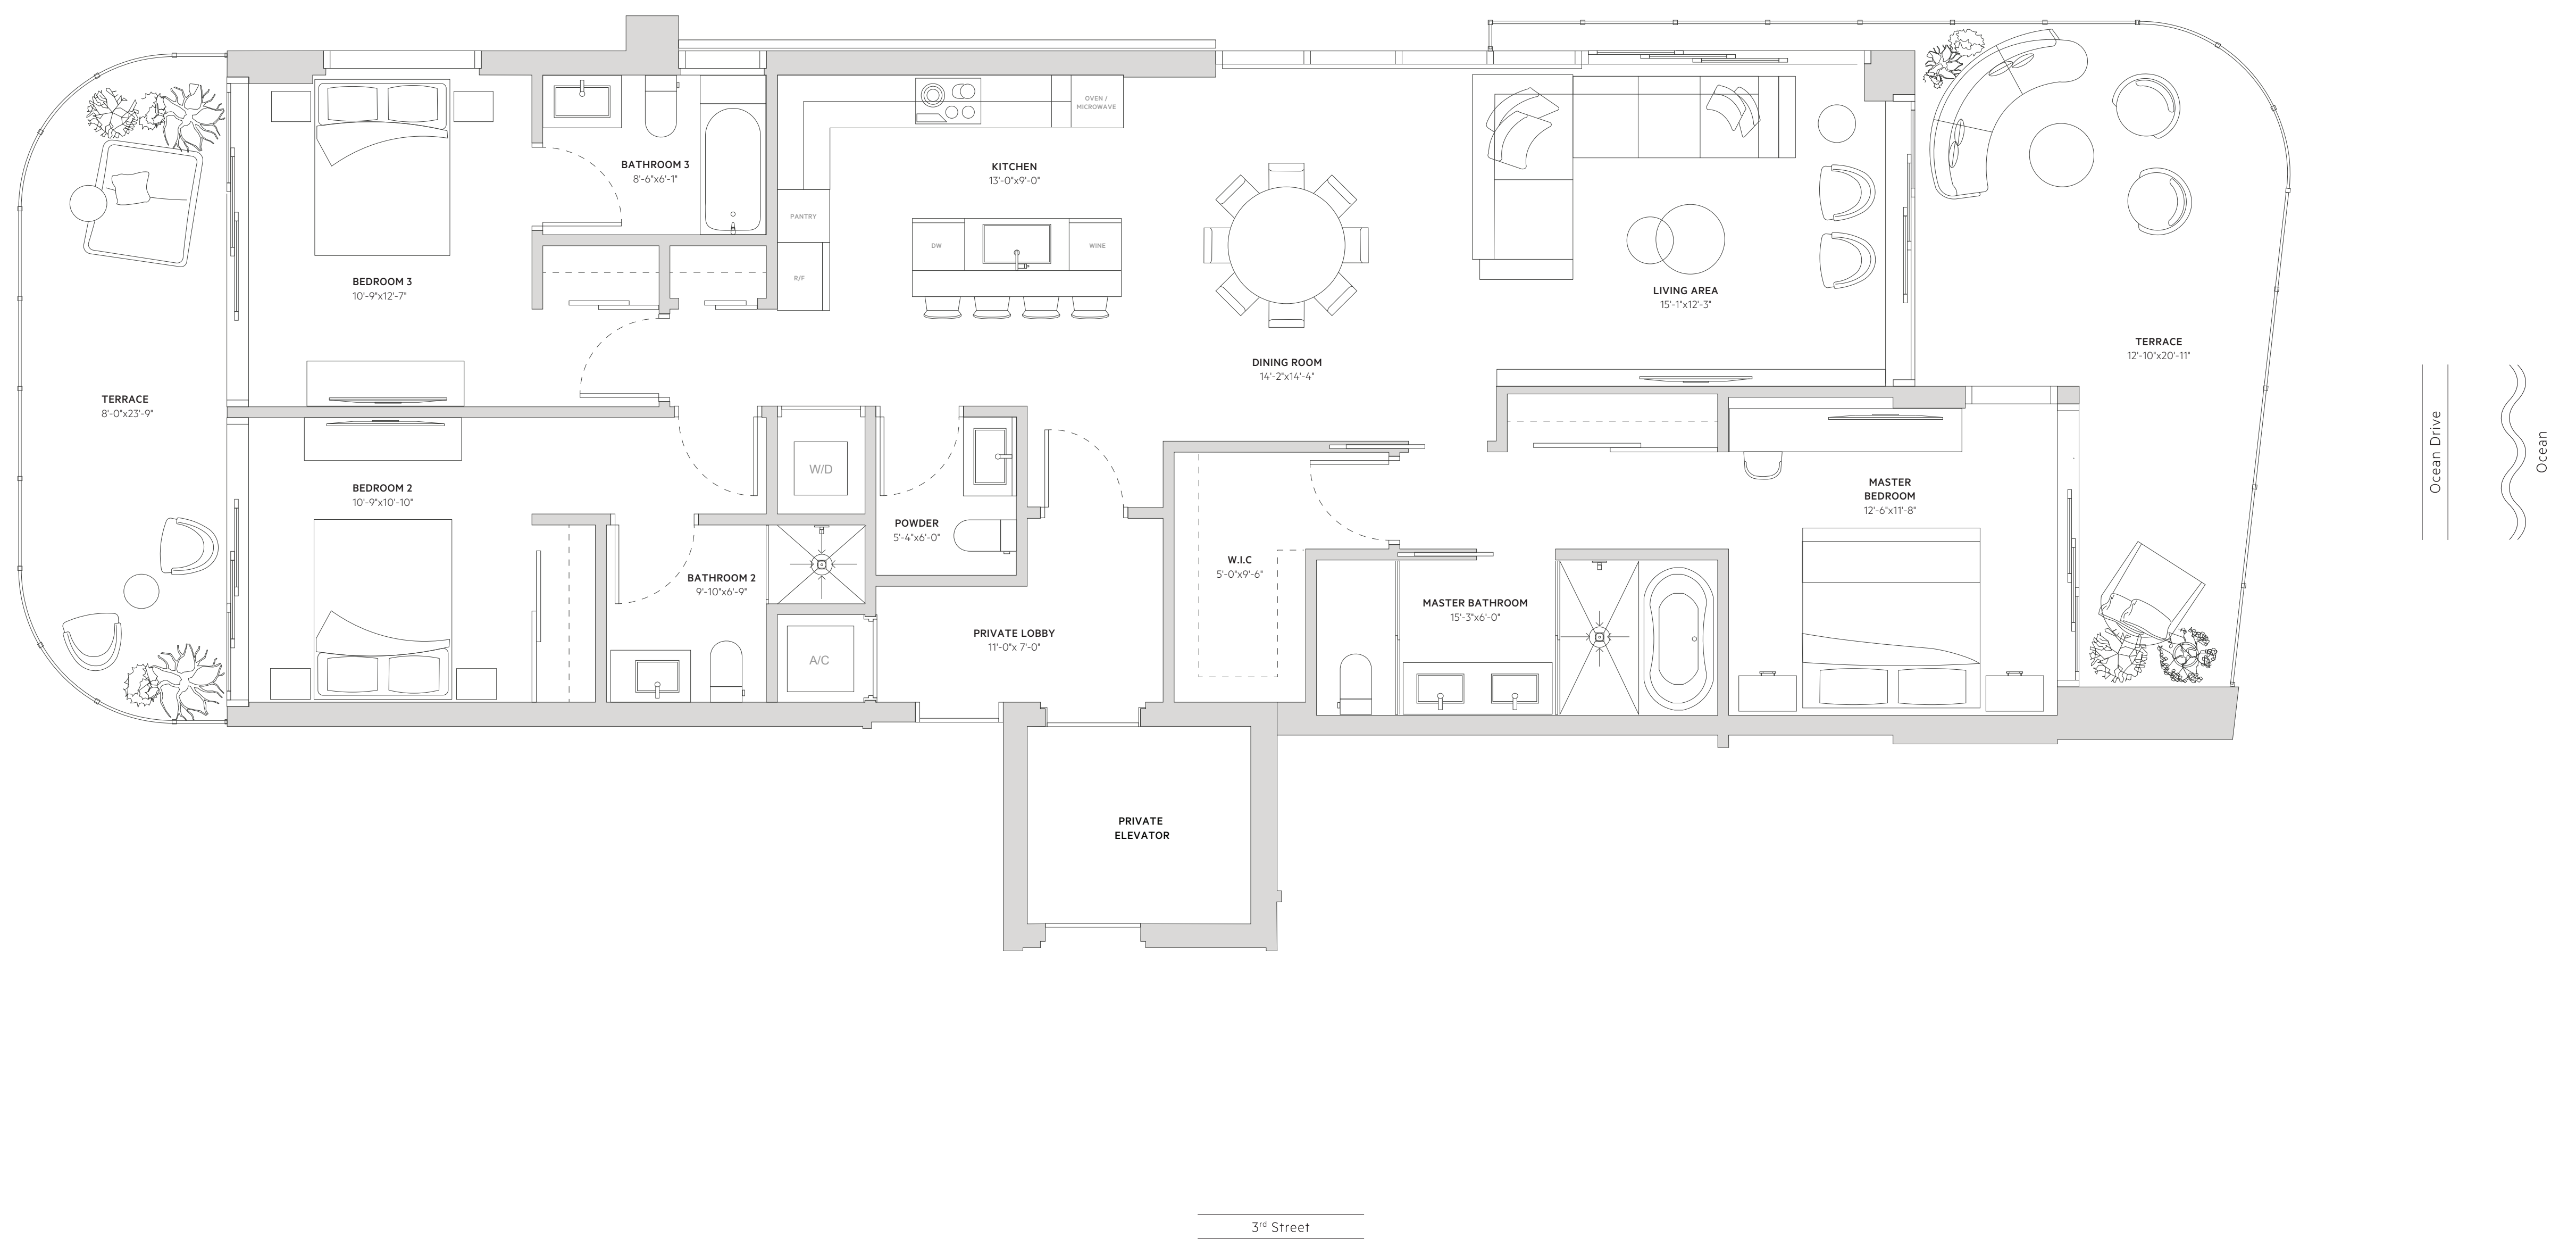 OVEN /
MICROWAVE
BATHROOM 3
8'-6"x6'-1"
KITCHEN
13'-0"x9'-0"
PANTRY
DW
WINE
R/F
BEDROOM 3
10'-9"x12'-7"
LIVING AREA
15'-1"x12'-3"
TERRACE
12'-10"x20'-11"
DINING ROOM
14'-2"x14'-4"
TERRACE
8'-0"x23'-9"
Ocean Drive
Ocean
W/D
BEDROOM 2
10'-9"x10'-10"
MASTER
BEDROOM
12'-6"x11'-8"
POWDER
5'-4"x6'-0"
W.I.C
5'-0"x9'-6"
BATHROOM 2
9'-10"x6'-9"
MASTER BATHROOM
15'-3"x6'-0"
PRIVATE LOBBY
11'-0"x 7'-0"
A/C
PRIVATE
ELEVATOR
3rd Street